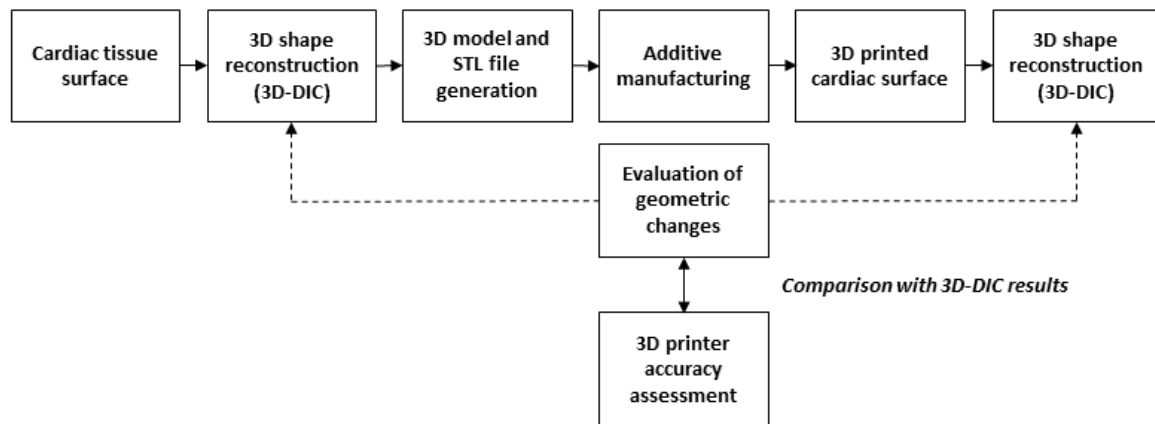 Cardiac tissue
surface
3D shape
reconstruction
(3D-DIC)
3D model and
STL file
generation
Additive
manufacturing
3D printed
cardiac surface
3D shape
reconstruction
(3D-DIC)
Evaluation of
geometric
changes
Comparison with 3D-DIC results
3D printer
accuracy
assessment